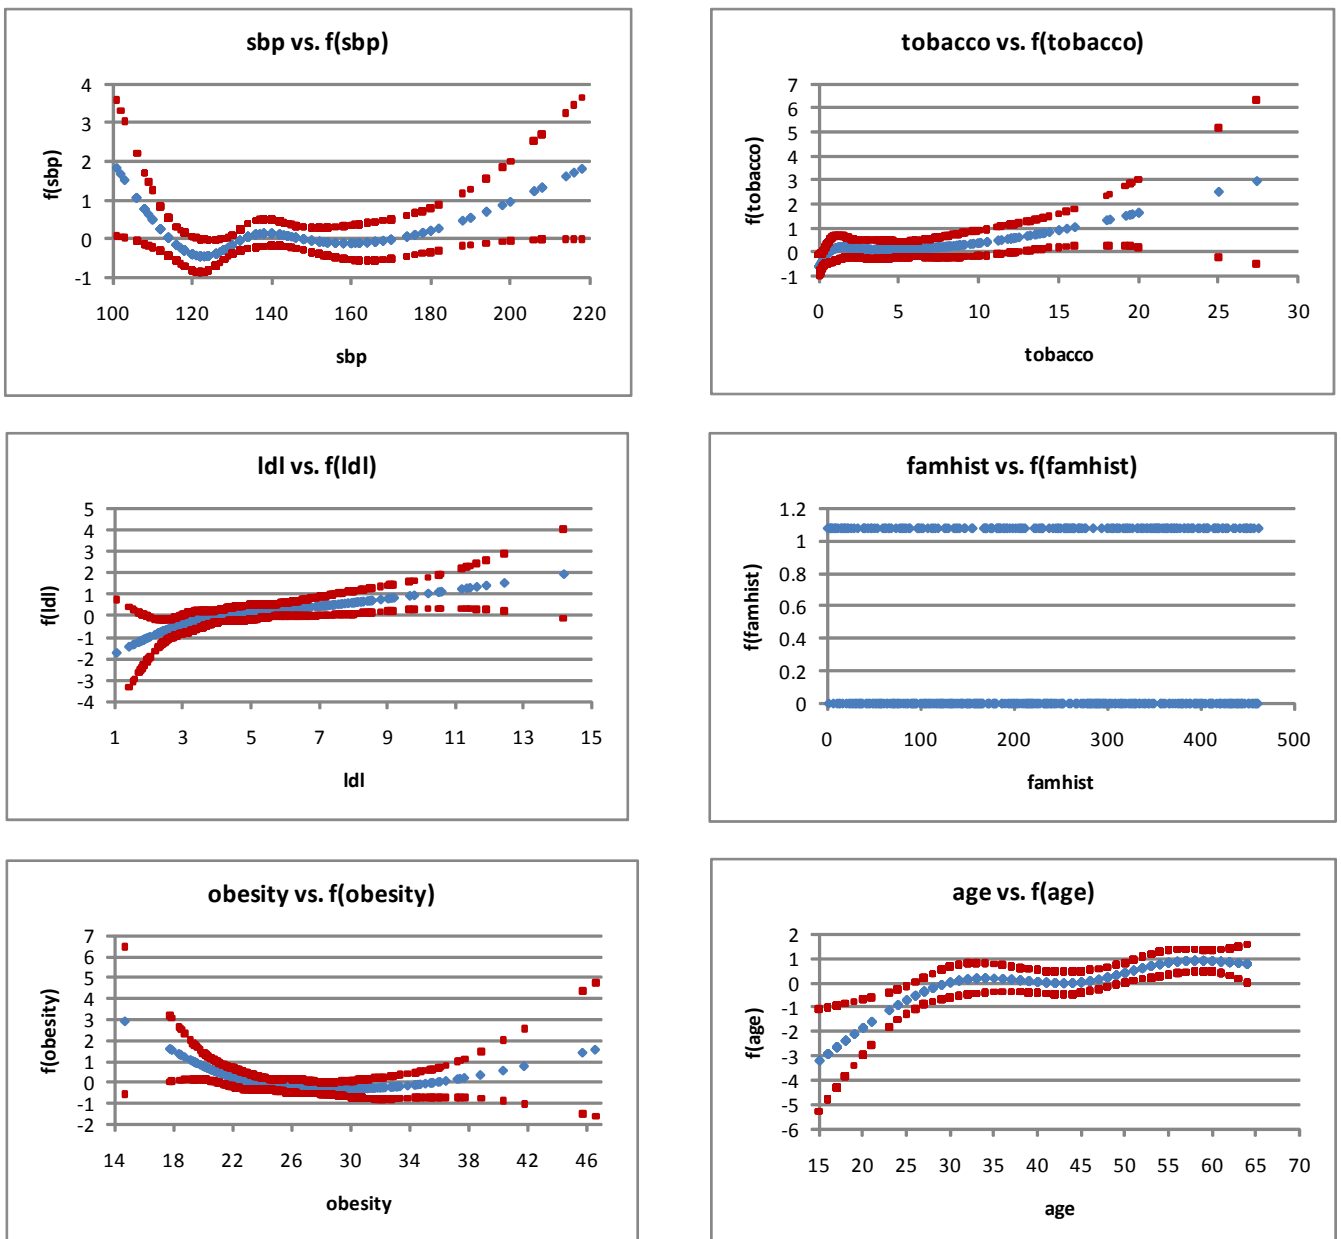 sbp vs. f(sbp)
4
3
2
1
0
-1
f(sbp)
100 120 140 160 180 200 220
sbp
tobacco vs. f(tobacco)
7
6
5
4
3
2
1
0
-1
f(tobacco)
0 5 10 15 20 25 30
tobacco
ldl vs. f(ldl)
5
4
3
2
1
0
-1
-2
-3
-4
f(ldl)
1 3 5 7 9 11 13 15
ldl
famhist vs. f(famhist)
1.2
1
0.8
0.6
0.4
0.2
0
f(famhist)
0 100 200 300 400 500
famhist
obesity vs. f(obesity)
7
6
5
4
3
2
1
0
-1
-2
f(obesity)
14 18 22 26 30 34 38 42 46
obesity
age vs. f(age)
2
1
0
-1
-2
-3
-4
-5
-6
f(age)
15 20 25 30 35 40 45 50 55 60 65 70
age